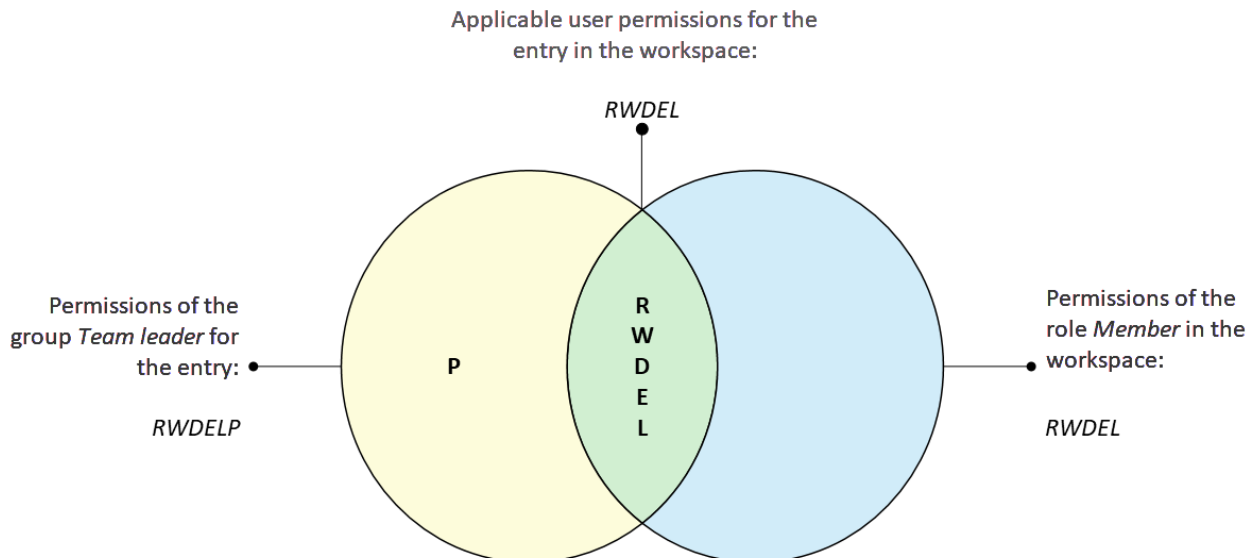 Applicable user permissions for the
entry in the workspace:
RWDEL
Permissions of the
group Team leader for
the entry:
RWDELP
P
R
W
D
E
L
Permissions of the
role Member in the
workspace:
RWDEL